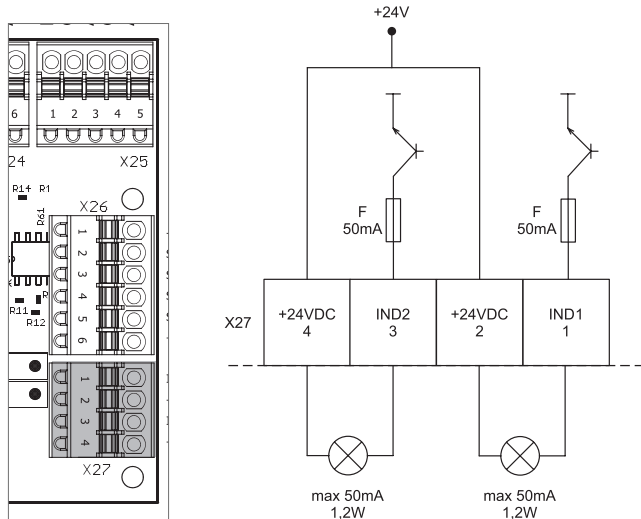 +24V
6
1 2 3 4 5
24
X25
R14
R1
R61
X26
1
2
3
4
5
6
R11
R12
1
2
3
4
X27
F
50mA
F
50mA
X27
+24VDC
4
IND2
3
+24VDC
2
IND1
1
max 50mA
1,2W
max 50mA
1,2W